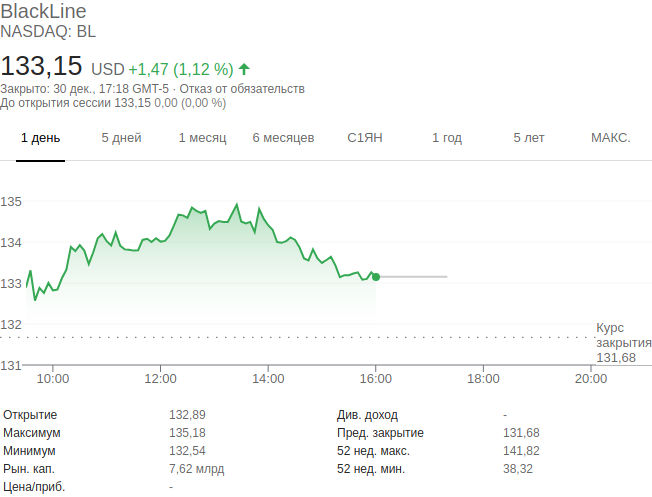 BlackLine
NASDAQ: BL
133,15 USD +1,47 (1,12 %)
Закрыто: 30 дек., 17:18 GMT-5 · Отказ от обязательств
До открытия сессии 133,15 0,00 (0,00 %)
1 день 5 дней 1 месяц 6 месяцев С1ЯН 1 год 5 лет МАКС.
135
134
133
132
Курс
закрытия
131,68
131
10:00 12:00 14:00 16:00 18:00 20:00
Открытие 132,89 Див. доход -
Максимум 135,18 Пред. закрытие 131,68
Минимум 132,54 52 нед. макс. 141,82
Рын. кап. 7,62 млрд 52 нед. мин. 38,32
Цена/приб. -